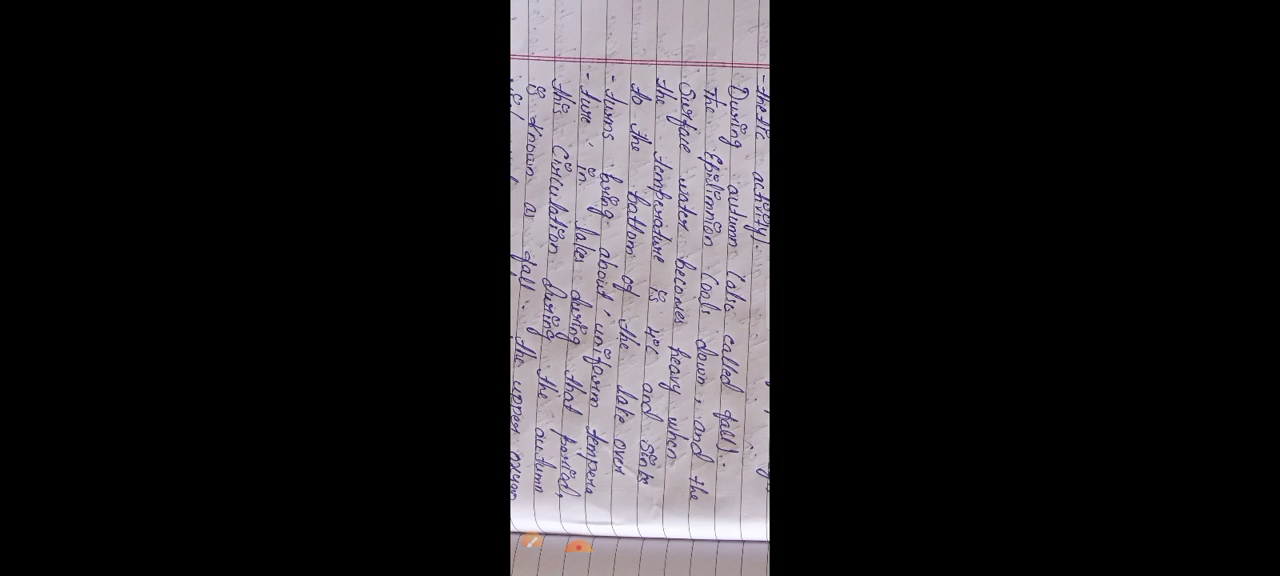 -thetic activity).
During autumn (also called fall).-
The Epilimnion Cools down, and the
Surface water becomes heavy when
the temperature is 4°C and sinks
to the bottom of the lake over
-turns bring about, uniform tempera
-ture, in lakes during that period,
this Circulation during the autumn
is known as fall. the upper